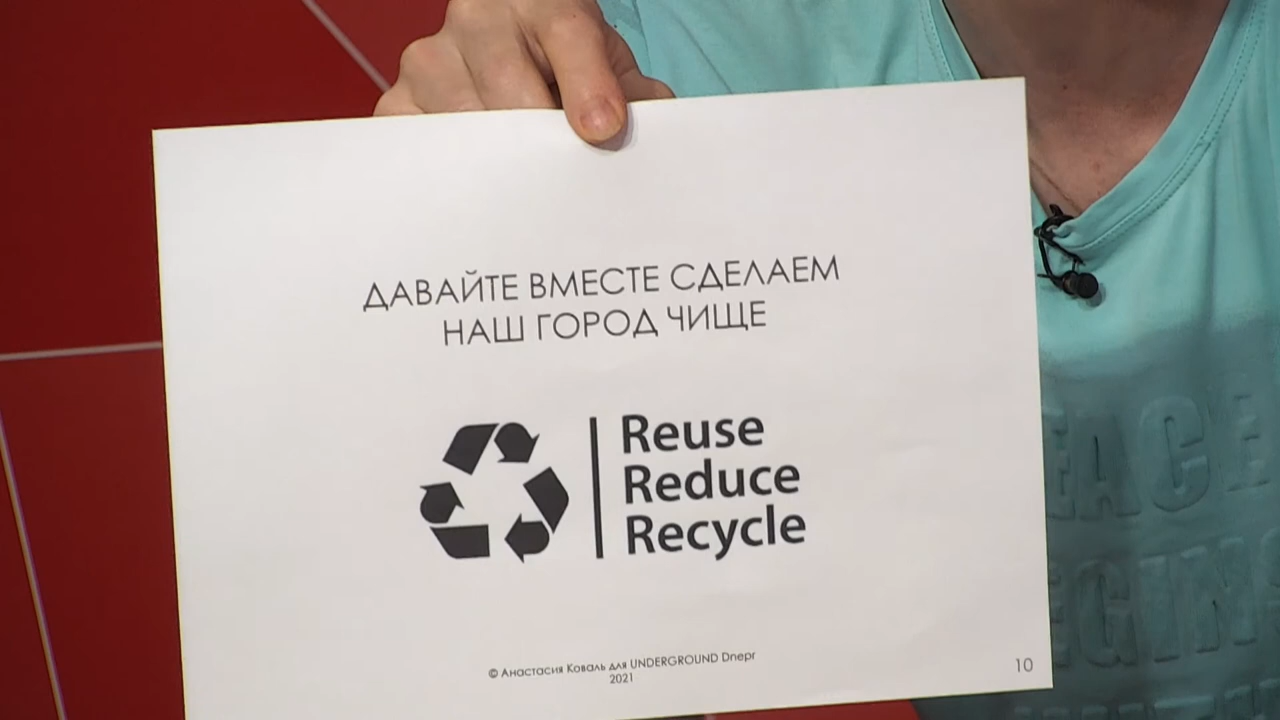 ДАВАЙТЕ ВМЕСТЕ СДЕЛАЕМ
НАШ ГОРОД ЧИЩЕ
Reuse
Reduce
Recycle
© Анастасия Коваль для UNDERGROUND Dnepr
2021
10